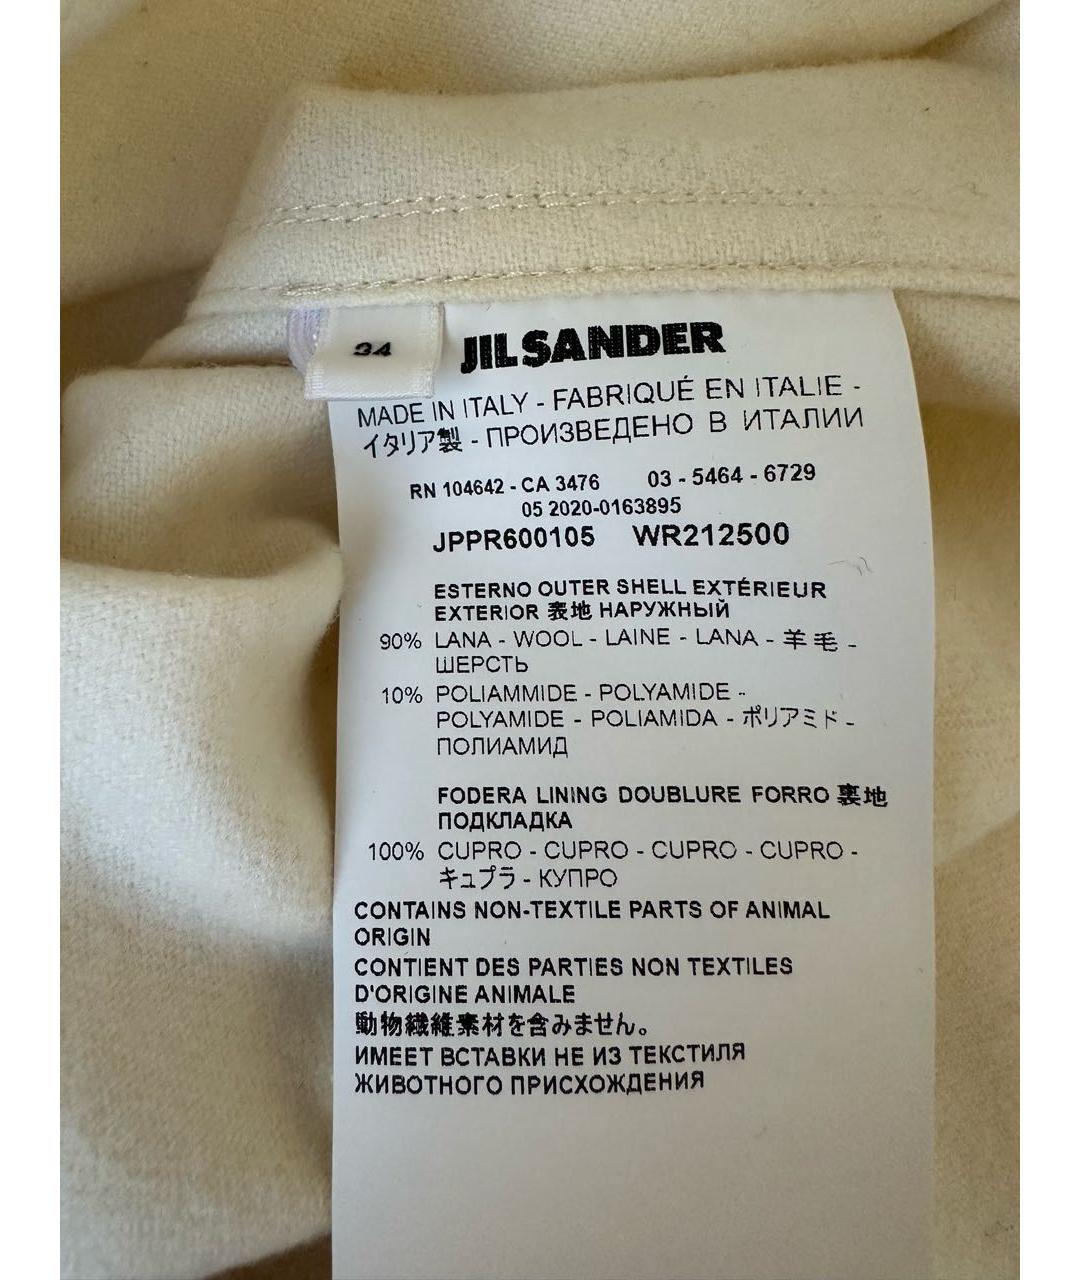 34
JIL SANDER
MADE IN ITALY - FABRIQUÉ EN ITALIE -
イタリア製 - ПРОИЗВЕДЕНО В ИТАЛИИ
RN 104642 - CA 3476 03 - 5464 - 6729
05 2020-0163895
JPPR600105 WR212500
ESTERNO OUTER SHELL EXTÉRIEUR
EXTERIOR 表地 НАРУЖНЫЙ
90% LANA - WOOL - LAINE - LANA - 羊毛 -
ШЕРСТЬ
10% POLIAMMIDE - POLYAMIDE -
POLYAMIDE - POLIAMIDA - ポリアミド -
ПОЛИАМИД
FODERA LINING DOUBLURE FORRO 裏地
ПОДКЛАДКА
100% CUPRO - CUPRO - CUPRO - CUPRO -
キュプラ - КУПРО
CONTAINS NON-TEXTILE PARTS OF ANIMAL
ORIGIN
CONTIENT DES PARTIES NON TEXTILES
D'ORIGINE ANIMALE
動物繊維素材を含みません。
ИМЕЕТ ВСТАВКИ НЕ ИЗ ТЕКСТИЛЯ
ЖИВОТНОГО ПРИСХОЖДЕНИЯ